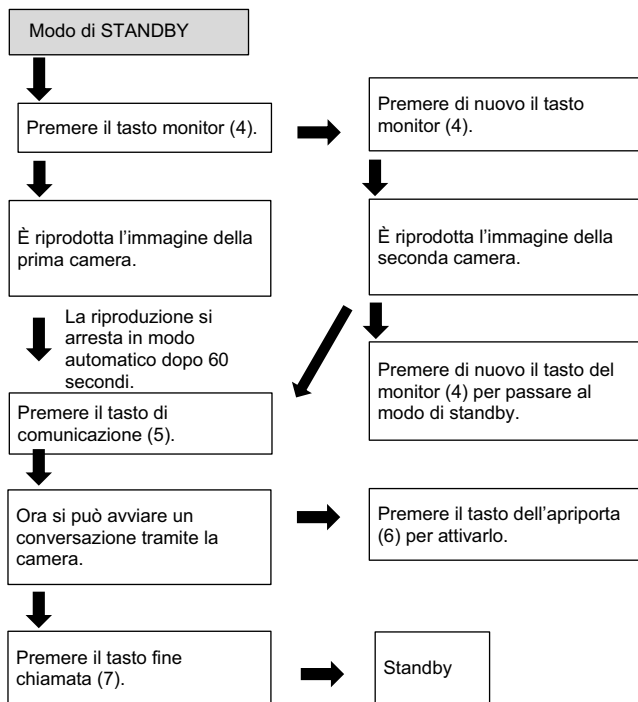 Modo di STANDBY
Premere il tasto monitor (4).
Premere di nuovo il tasto
monitor (4).
È riprodotta l'immagine della
prima camera.
È riprodotta l'immagine della
seconda camera.
La riproduzione si
arresta in modo
automatico dopo 60
secondi.
Premere di nuovo il tasto del
monitor (4) per passare al
modo di standby.
Premere il tasto di
comunicazione (5).
Ora si può avviare un
conversazione tramite la
camera.
Premere il tasto dell'apriporta
(6) per attivarlo.
Premere il tasto fine
chiamata (7).
Standby